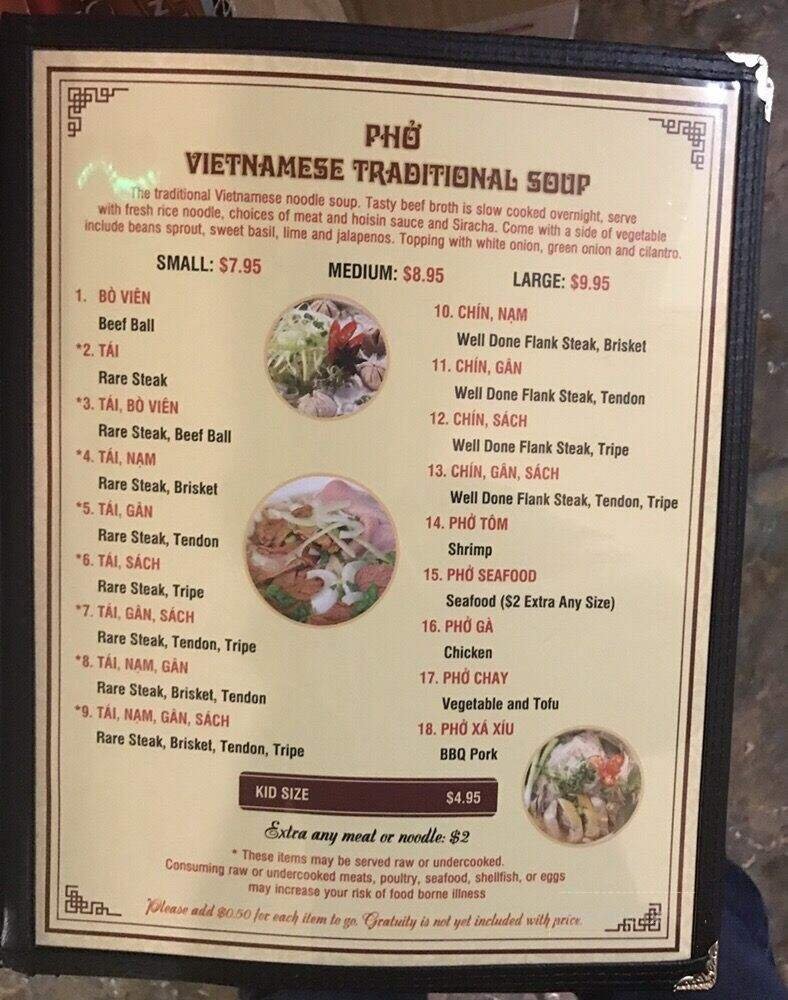 PHỞ
VIETNAMESE TRADITIONAL SOUP
The traditional Vietnamese noodle soup. Tasty beef broth is slow cooked overnight, serve
with fresh rice noodle, choices of meat and hoisin sauce and Siracha. Come with a side of vegetable
include beans sprout, sweet basil, lime and jalapenos. Topping with white onion, green onion and cilantro.
SMALL: $7.95 MEDIUM: $8.95 LARGE: $9.95
1. BÒ VIÊN
Beef Ball
*2. TÁI
Rare Steak
*3. TÁI, BÒ VIÊN
Rare Steak, Beef Ball
*4. TÁI, NẠM
Rare Steak, Brisket
*5. TÁI, GÂN
Rare Steak, Tendon
*6. TÁI, SÁCH
Rare Steak, Tripe
*7. TÁI, GÂN, SÁCH
Rare Steak, Tendon, Tripe
*8. TÁI, NẠM, GÂN
Rare Steak, Brisket, Tendon
*9. TÁI, NẠM, GÂN, SÁCH
Rare Steak, Brisket, Tendon, Tripe
10. CHÍN, NẠM
Well Done Flank Steak, Brisket
11. CHÍN, GÂN
Well Done Flank Steak, Tendon
12. CHÍN, SÁCH
Well Done Flank Steak, Tripe
13. CHÍN, GÂN, SÁCH
Well Done Flank Steak, Tendon, Tripe
14. PHỞ TÔM
Shrimp
15. PHỞ SEAFOOD
Seafood ($2 Extra Any Size)
16. PHỞ GÀ
Chicken
17. PHỞ CHAY
Vegetable and Tofu
18. PHỞ XÁ XÍU
BBQ Pork
KID SIZE $4.95
Extra any meat or noodle: $2
* These items may be served raw or undercooked.
Consuming raw or undercooked meats, poultry, seafood, shellfish, or eggs
may increase your risk of food borne illness
Please add $0.50 for each item to go. Gratuity is not yet included with price.